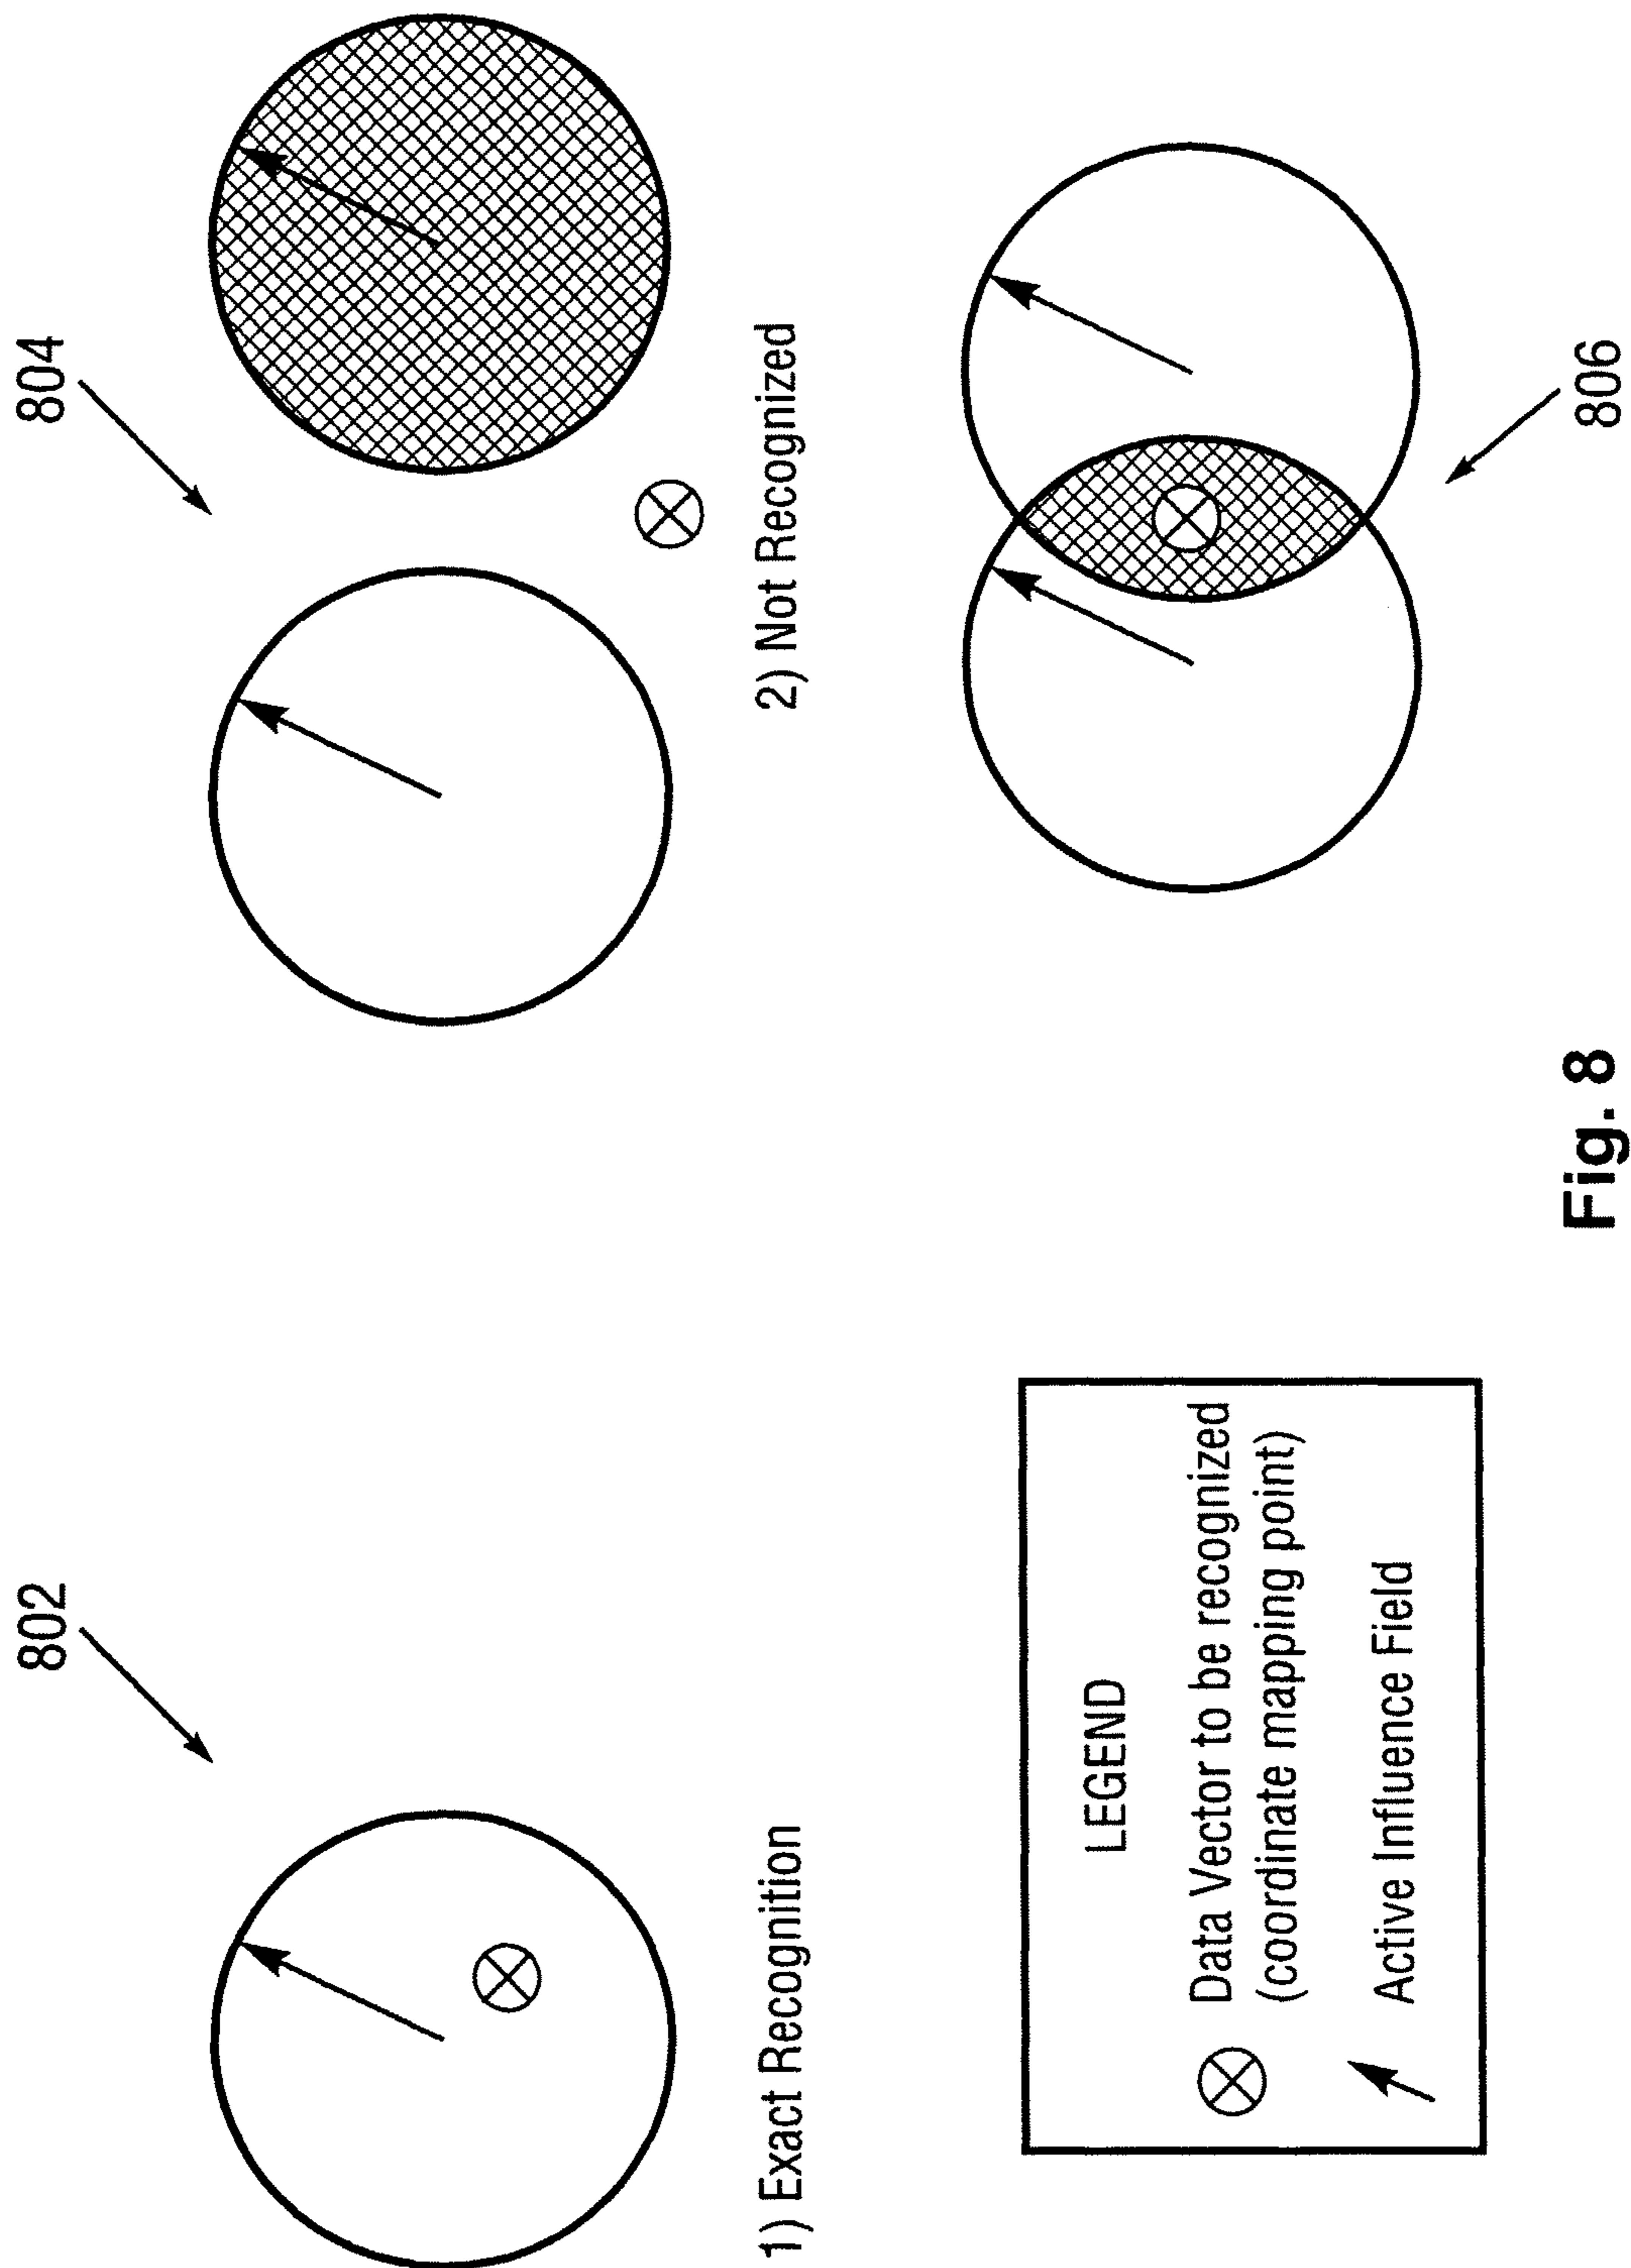 802
804
1) Exact Recognition
2) Not Recognized
LEGEND
Data Vector to be recognized
(coordinate mapping point)
Active Influence Field
806
Fig. 8